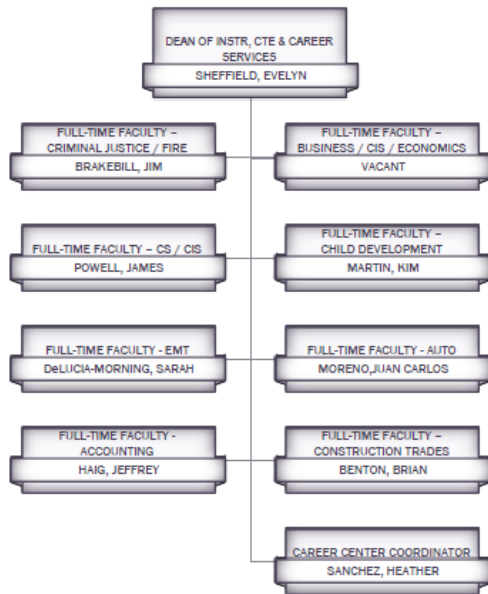 DEAN OF INSTR, CTE & CAREER
SERVICES
SHEFFIELD, EVELYN
FULL-TIME FACULTY –
CRIMINAL JUSTICE / FIRE
BRAKEBILL, JIM
FULL-TIME FACULTY –
BUSINESS / CIS / ECONOMICS
VACANT
FULL-TIME FACULTY – CS / CIS
POWELL, JAMES
FULL-TIME FACULTY –
CHILD DEVELOPMENT
MARTIN, KIM
FULL-TIME FACULTY - EMT
DeLUCIA-MORNING, SARAH
FULL-TIME FACULTY - AUTO
MORENO,JUAN CARLOS
FULL-TIME FACULTY -
ACCOUNTING
HAIG, JEFFREY
FULL-TIME FACULTY –
CONSTRUCTION TRADES
BENTON, BRIAN
CAREER CENTER COORDINATOR
SANCHEZ, HEATHER